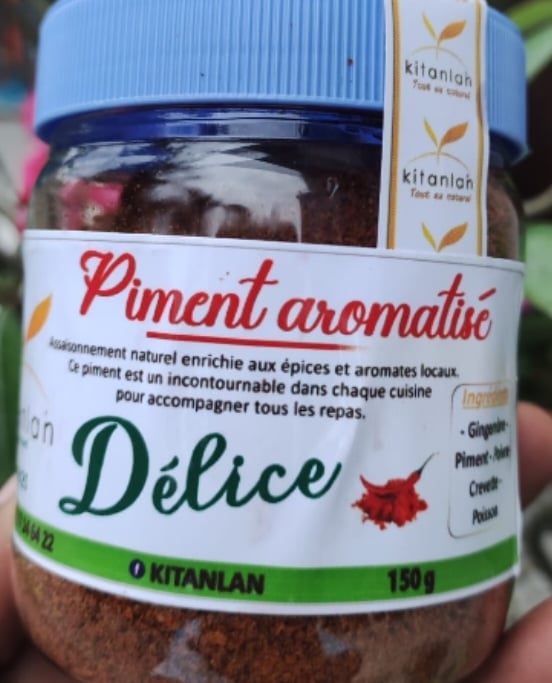 kitanlah
Tout au naturel
kitanlah
Tout au naturel
Piment aromatisé
Assaisonnement naturel enrichie aux épices et aromates locaux.
Ce piment est un incontournable dans chaque cuisine
pour accompagner tous les repas.
Délice
Ingrédients
- Gingembre -
Piment - Poivre
Crevette -
Poisson
64 22
KITANLAN
150g